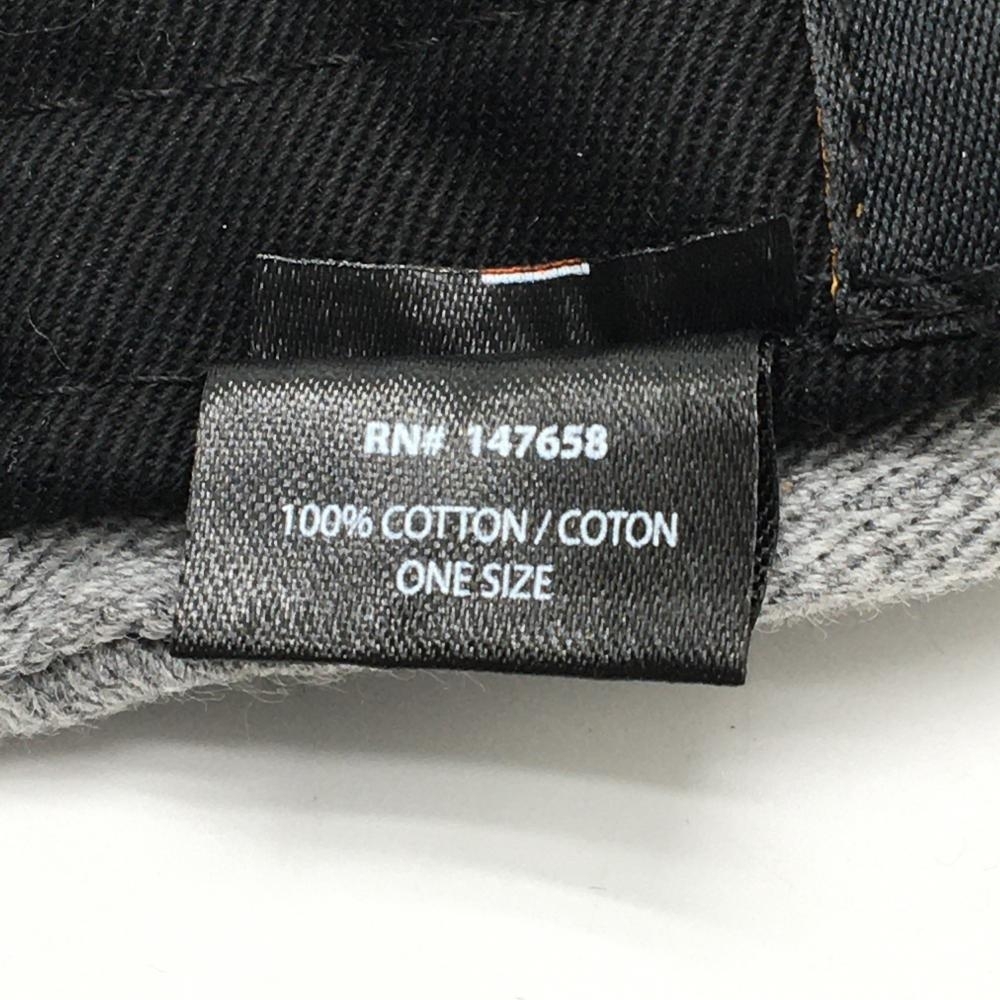 RN# 147658
100% COTTON / COTON
ONE SIZE